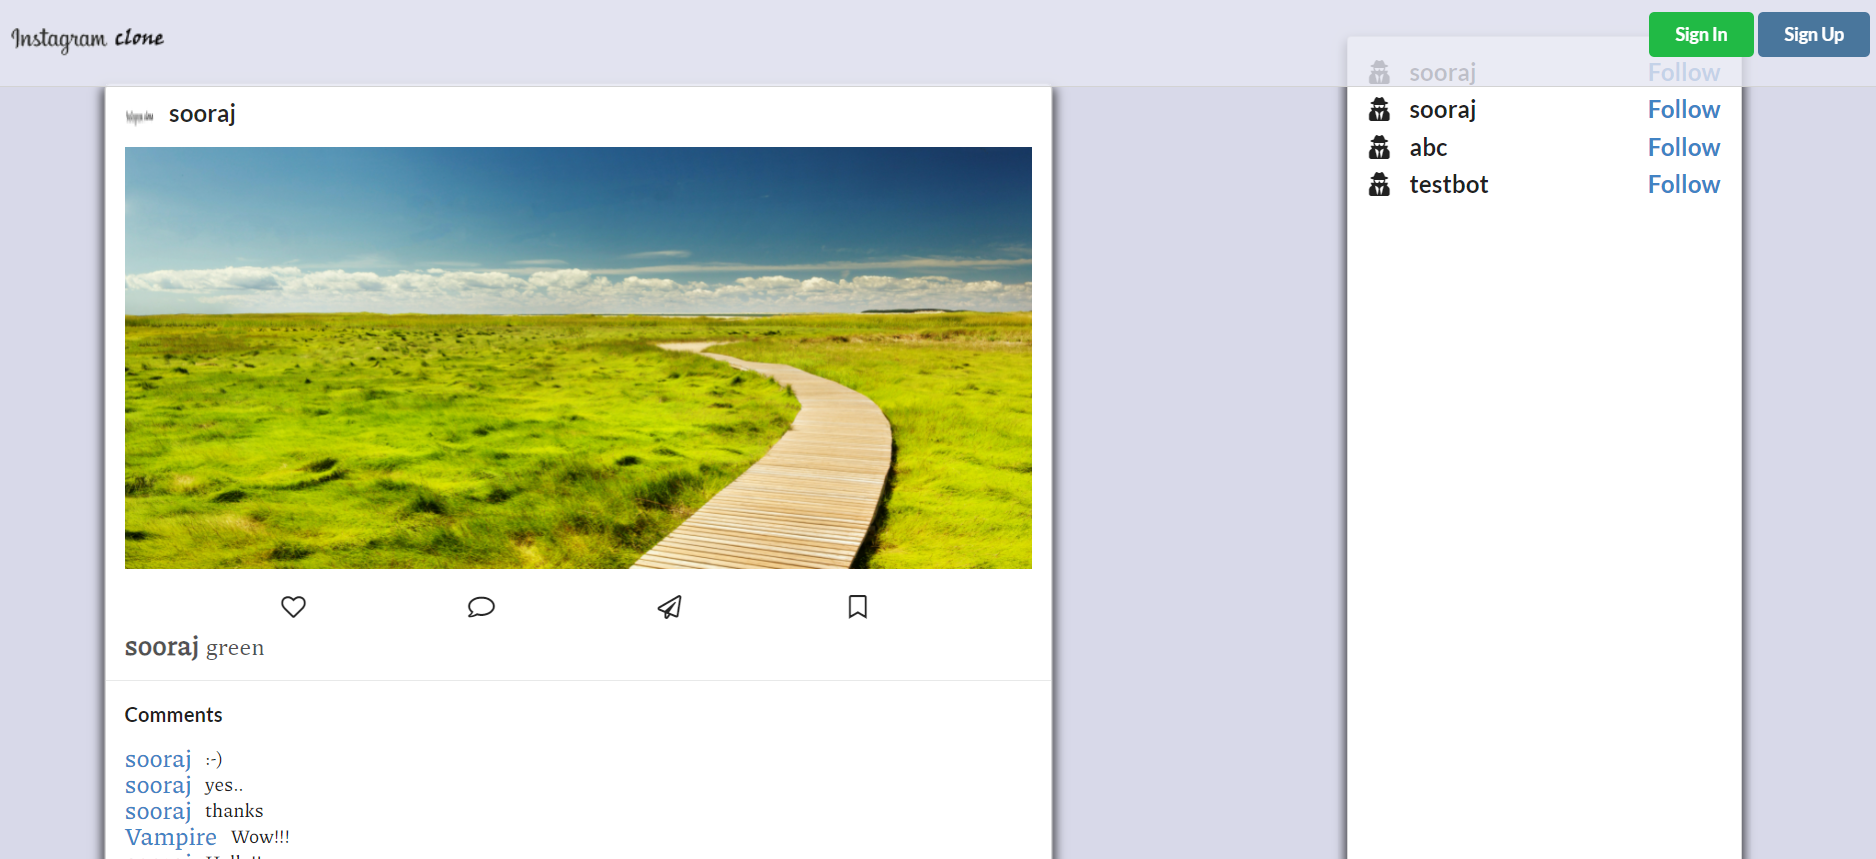 Instagram clone
Sign In
Sign Up
sooraj Follow
sooraj Follow
abc Follow
testbot Follow
sooraj
sooraj green
Comments
sooraj :-)
sooraj yes..
sooraj thanks
Vampire Wow!!!